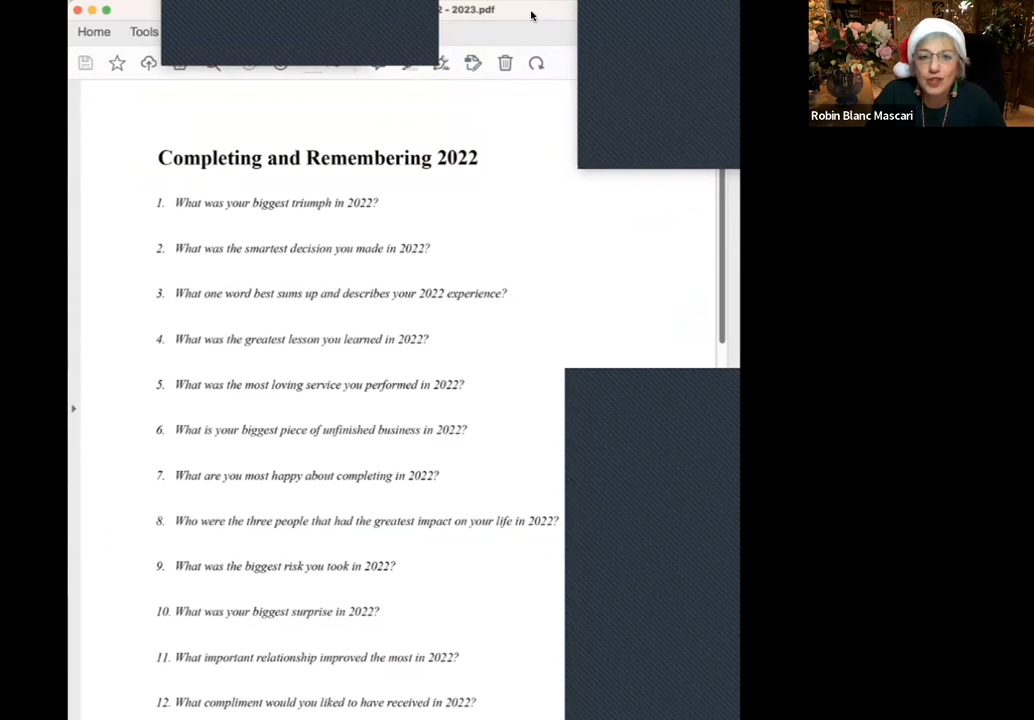 2 - 2023.pdf
Home Tools
Robin Blanc Mascari
Completing and Remembering 2022
1. What was your biggest triumph in 2022?
2. What was the smartest decision you made in 2022?
3. What one word best sums up and describes your 2022 experience?
4. What was the greatest lesson you learned in 2022?
5. What was the most loving service you performed in 2022?
6. What is your biggest piece of unfinished business in 2022?
7. What are you most happy about completing in 2022?
8. Who were the three people that had the greatest impact on your life in 2022?
9. What was the biggest risk you took in 2022?
10. What was your biggest surprise in 2022?
11. What important relationship improved the most in 2022?
12. What compliment would you liked to have received in 2022?